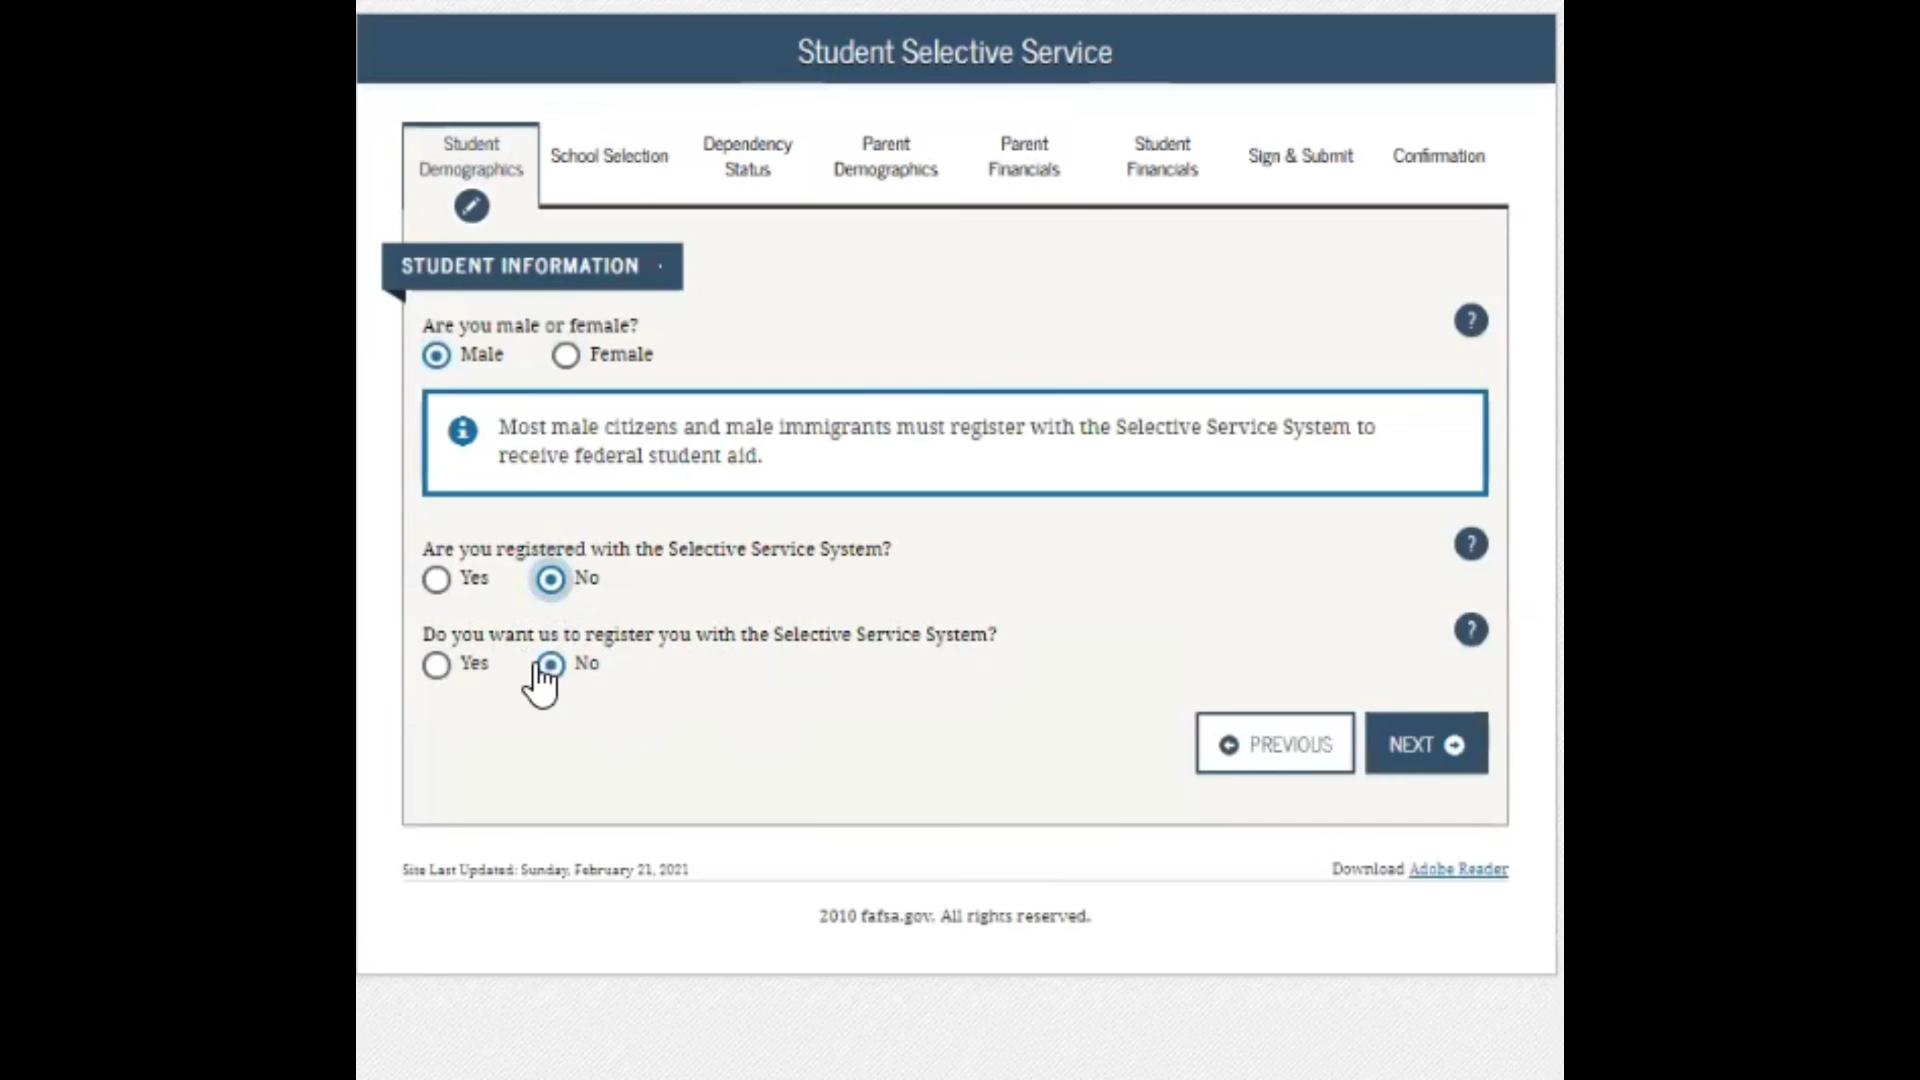 Student Selective Service
Student
Demographics
School Selection
Dependency
Status
Parent
Demographics
Parent
Financials
Student
Financials
Sign & Submit
Confirmation
STUDENT INFORMATION
Are you male or female?
Male
Female
Most male citizens and male immigrants must register with the Selective Service System to
receive federal student aid.
Are you registered with the Selective Service System?
Yes
No
Do you want us to register you with the Selective Service System?
Yes
No
PREVIOUS
NEXT
Site Last Updated: Sunday, February 21, 2021
Download Adobe Reader
2010 fafsa.gov. All rights reserved.